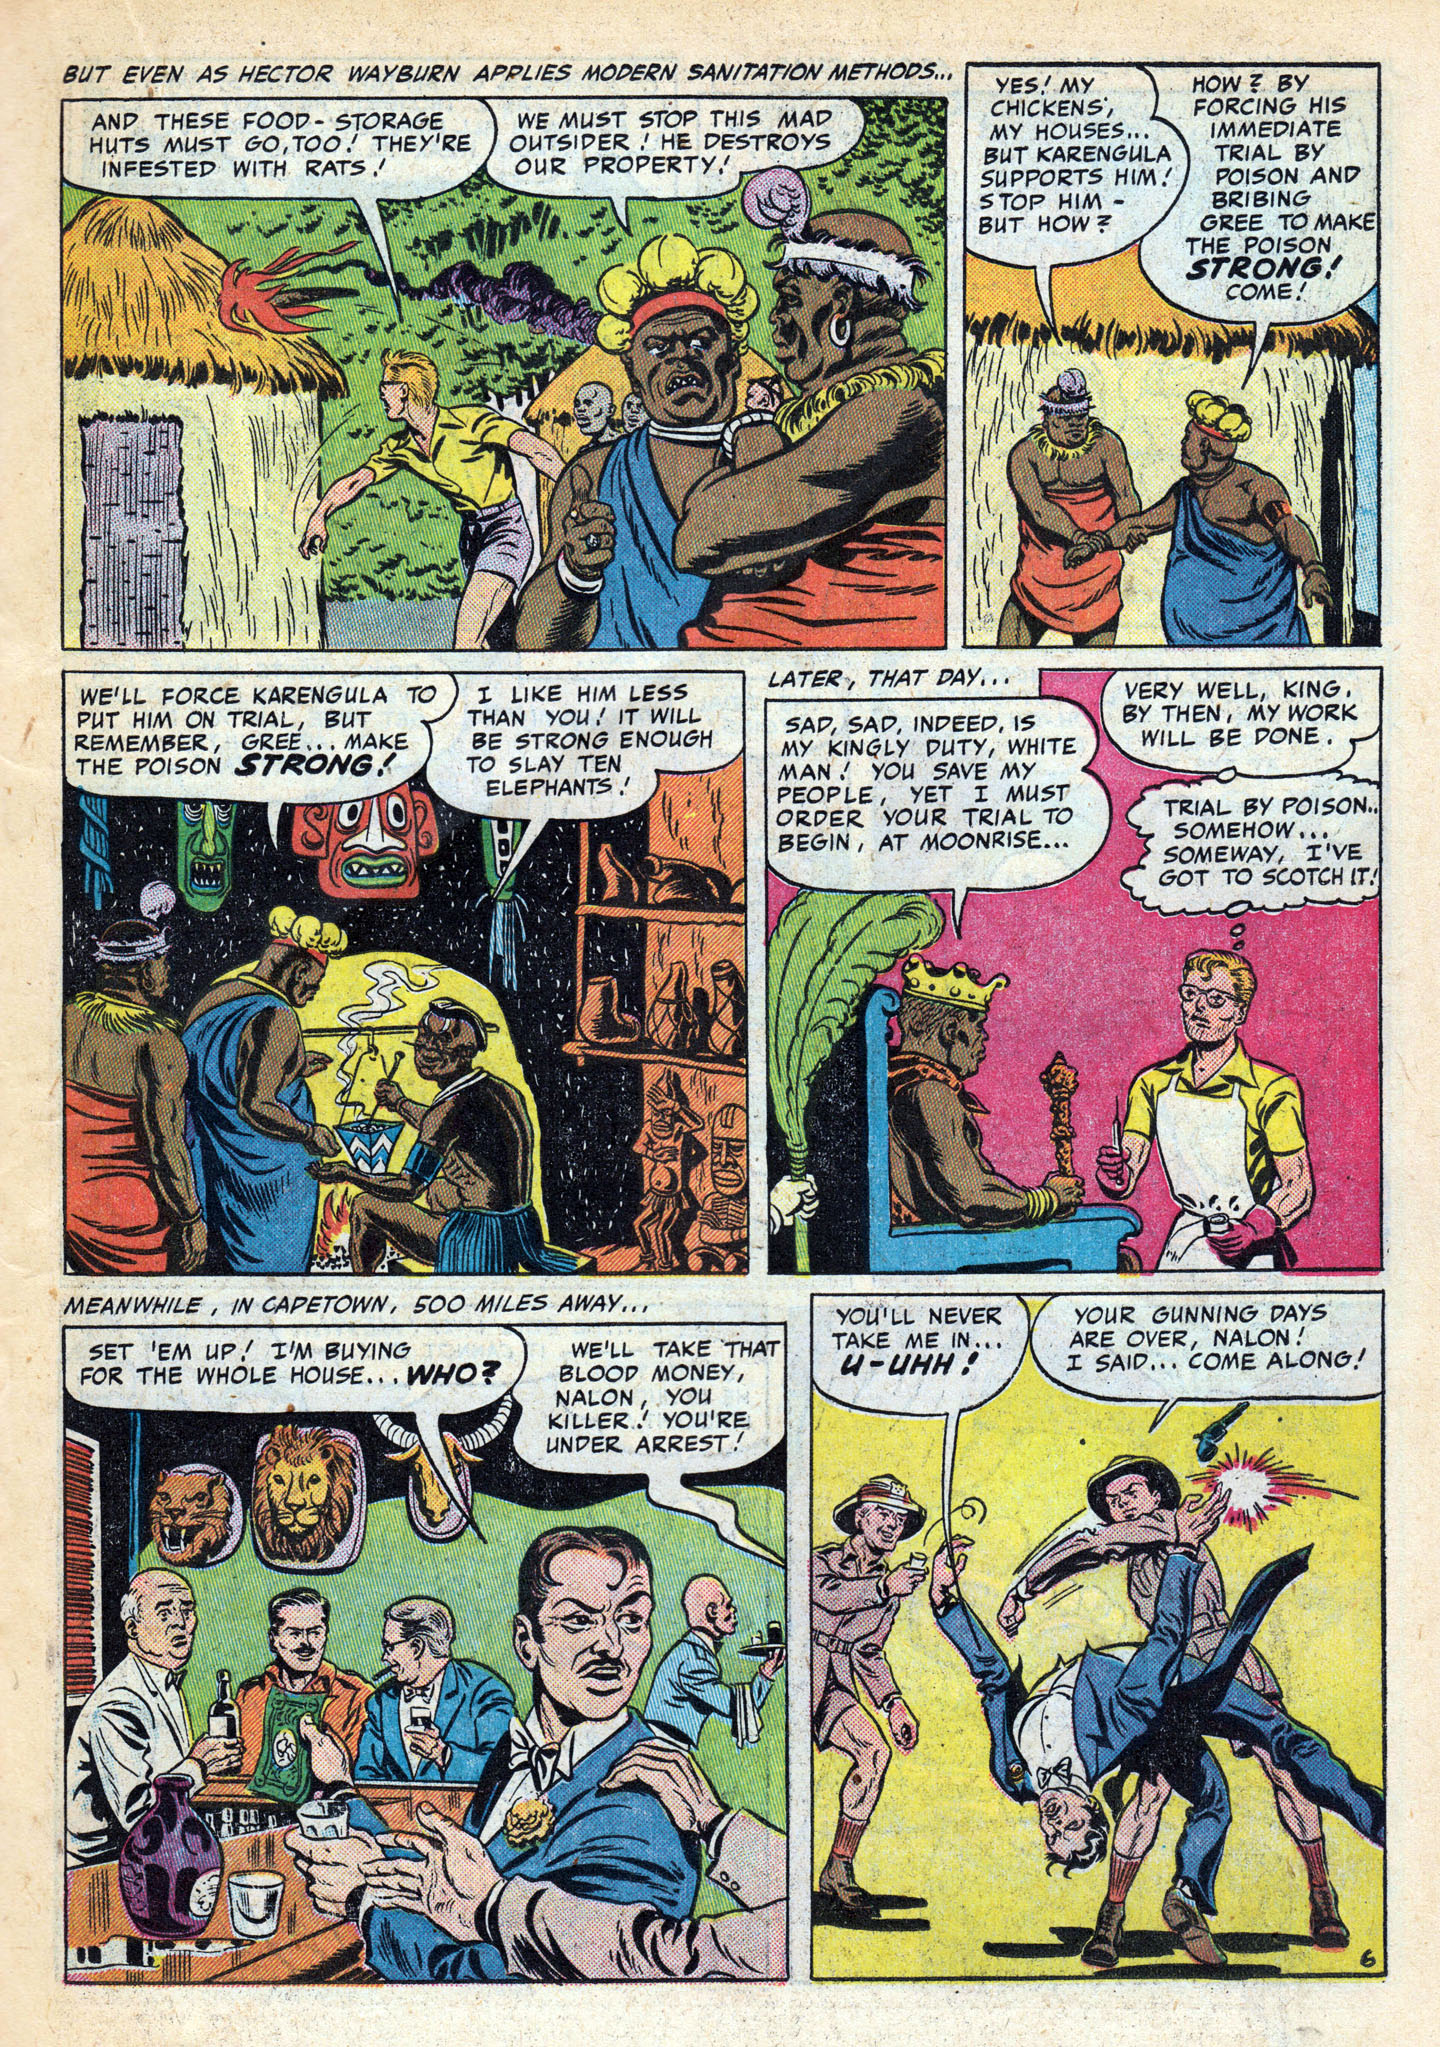 BUT EVEN AS HECTOR WAYBURN APPLIES MODERN SANITATION METHODS...
AND THESE FOOD-STORAGE
HUTS MUST GO, TOO! THEY'RE
INFESTED WITH RATS!
WE MUST STOP THIS MAD
OUTSIDER! HE DESTROYS
OUR PROPERTY!
YES! MY
CHICKENS,
MY HOUSES...
BUT KARENGULA
SUPPORTS HIM!
STOP HIM -
BUT HOW?
HOW? BY
FORCING HIS
IMMEDIATE
TRIAL BY
POISON AND
BRIBING
GREE TO MAKE
THE POISON
STRONG!
COME!
WE'LL FORCE KARENGULA TO
PUT HIM ON TRIAL, BUT
REMEMBER, GREE... MAKE
THE POISON STRONG!
I LIKE HIM LESS
THAN YOU! IT WILL
BE STRONG ENOUGH
TO SLAY TEN
ELEPHANTS!
LATER, THAT DAY...
SAD, SAD, INDEED, IS
MY KINGLY DUTY, WHITE
MAN! YOU SAVE MY
PEOPLE, YET I MUST
ORDER YOUR TRIAL TO
BEGIN, AT MOONRISE...
VERY WELL, KING.
BY THEN, MY WORK
WILL BE DONE.
TRIAL BY POISON..
SOMEHOW...
SOMEWAY, I'VE
GOT TO SCOTCH IT!
MEANWHILE, IN CAPETOWN, 500 MILES AWAY...
SET 'EM UP! I'M BUYING
FOR THE WHOLE HOUSE... WHO?
WE'LL TAKE THAT
BLOOD MONEY,
NALON, YOU
KILLER! YOU'RE
UNDER ARREST!
YOU'LL NEVER
TAKE ME IN...
U-UHH!
YOUR GUNNING DAYS
ARE OVER, NALON!
I SAID... COME ALONG!
6